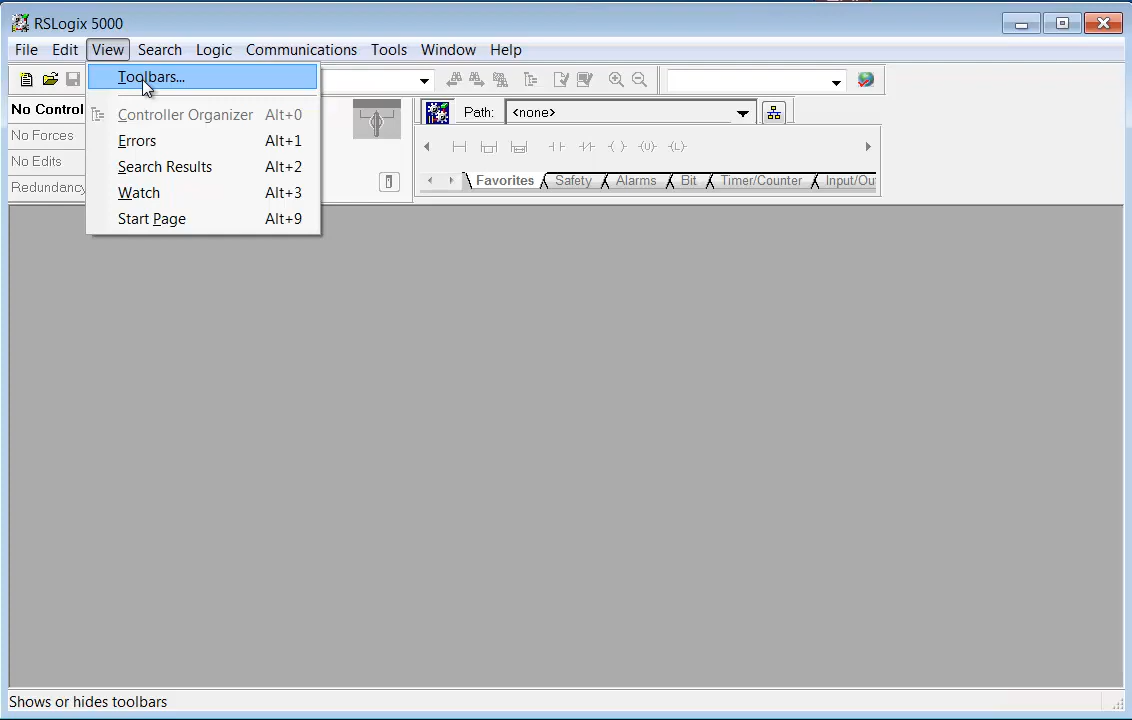 RSLogix 5000
File Edit View Search Logic Communications Tools Window Help
Toolbars...
Controller Organizer Alt+0
Errors Alt+1
Search Results Alt+2
Watch Alt+3
Start Page Alt+9
No Control
No Forces
No Edits
Redundancy
Path: <none>
Favorites Safety Alarms Bit Timer/Counter Input/Ou
Shows or hides toolbars